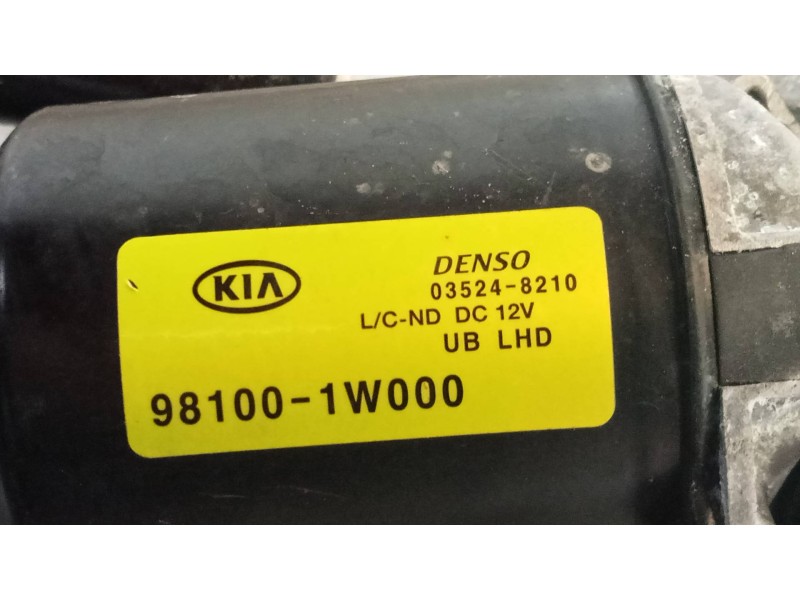 KIA
DENSO
03524-8210
L/C-ND DC 12V
UB LHD
98100-1W000